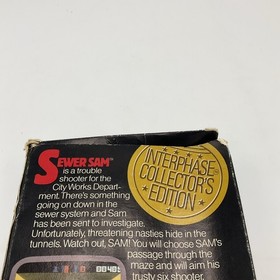 SEWER SAM®
is a trouble
shooter for the
City Works Depart-
ment. There's something
going on down in the
sewer system and Sam
has been sent to investigate.
Unfortunately, threatening nasties hide in the
tunnels. Watch out, SAM! You will choose SAM's
passage through the
maze and will aim his
trusty six shooter.
INTERPHASE
COLLECTOR'S
EDITION